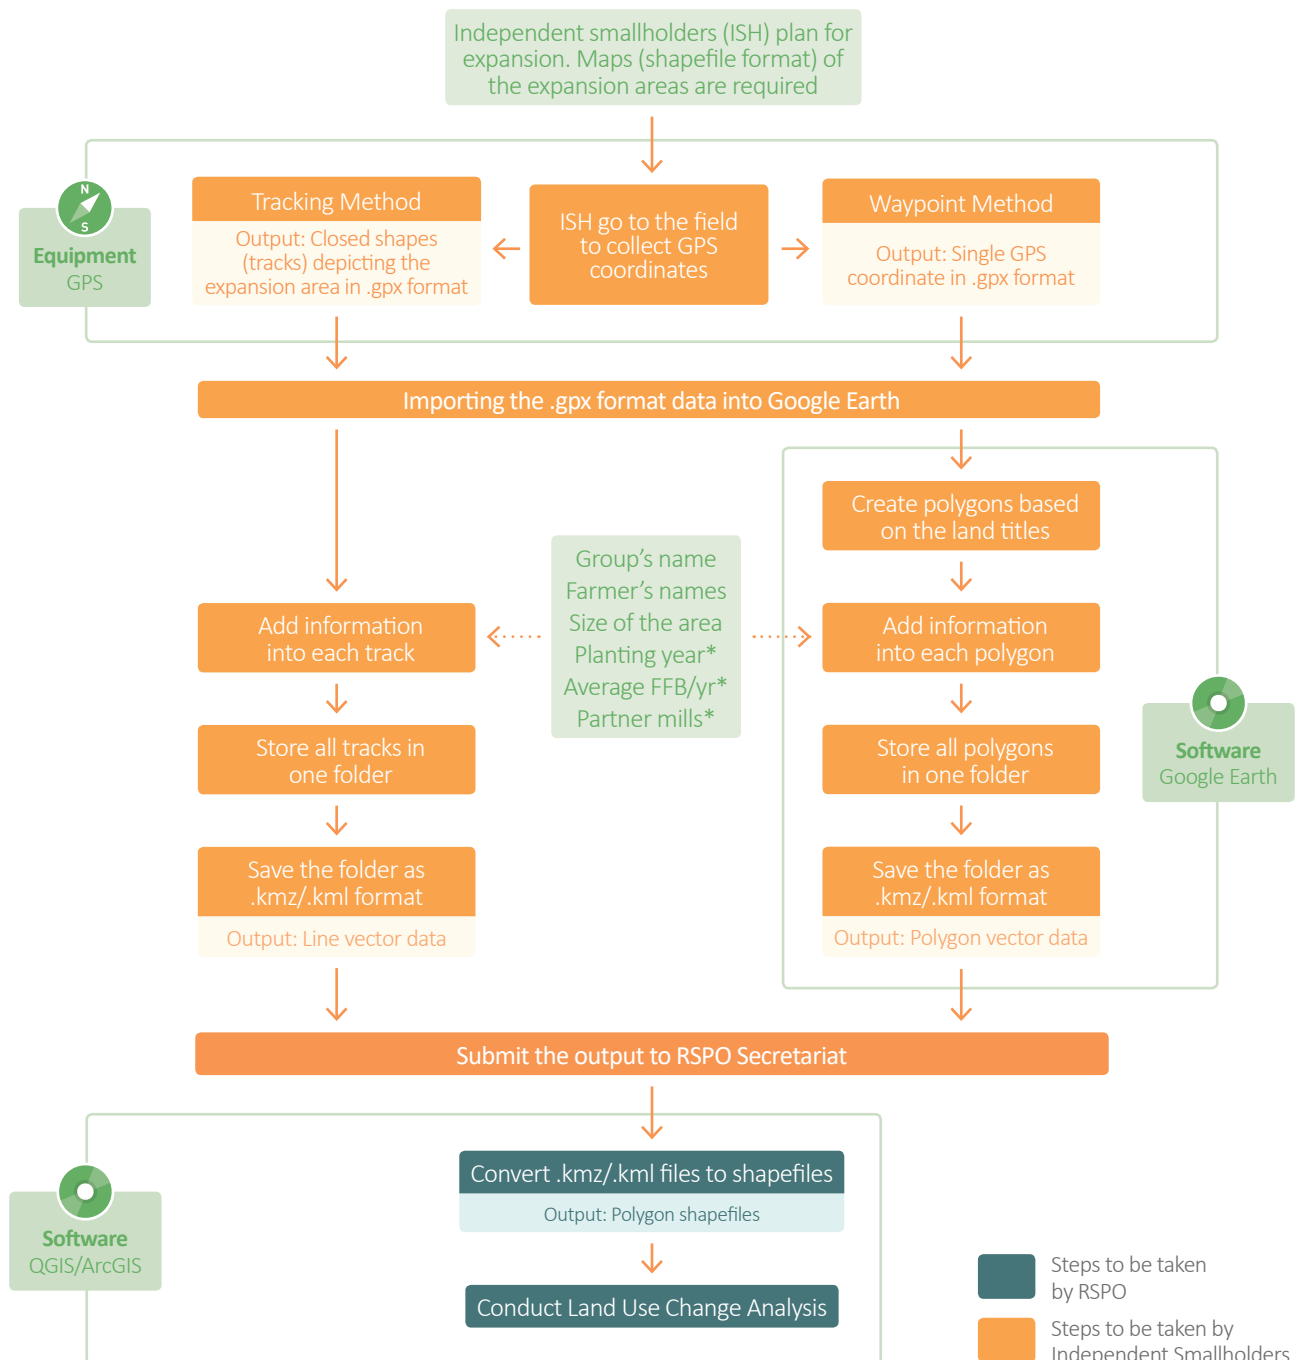 Independent smallholders (ISH) plan for
expansion. Maps (shapefile format) of
the expansion areas are required
N
S
Equipment
GPS
Tracking Method
Output: Closed shapes
(tracks) depicting the
expansion area in .gpx format
ISH go to the field
to collect GPS
coordinates
Waypoint Method
Output: Single GPS
coordinate in .gpx format
Importing the .gpx format data into Google Earth
Create polygons based
on the land titles
Group's name
Farmer's names
Size of the area
Planting year*
Average FFB/yr*
Partner mills*
Add information
into each track
Add information
into each polygon
Store all tracks in
one folder
Store all polygons
in one folder
Software
Google Earth
Save the folder as
.kmz/.kml format
Output: Line vector data
Save the folder as
.kmz/.kml format
Output: Polygon vector data
Submit the output to RSPO Secretariat
Software
QGIS/ArcGIS
Convert .kmz/.kml files to shapefiles
Output: Polygon shapefiles
Conduct Land Use Change Analysis
Steps to be taken
by RSPO
Steps to be taken by
Independent Smallholders